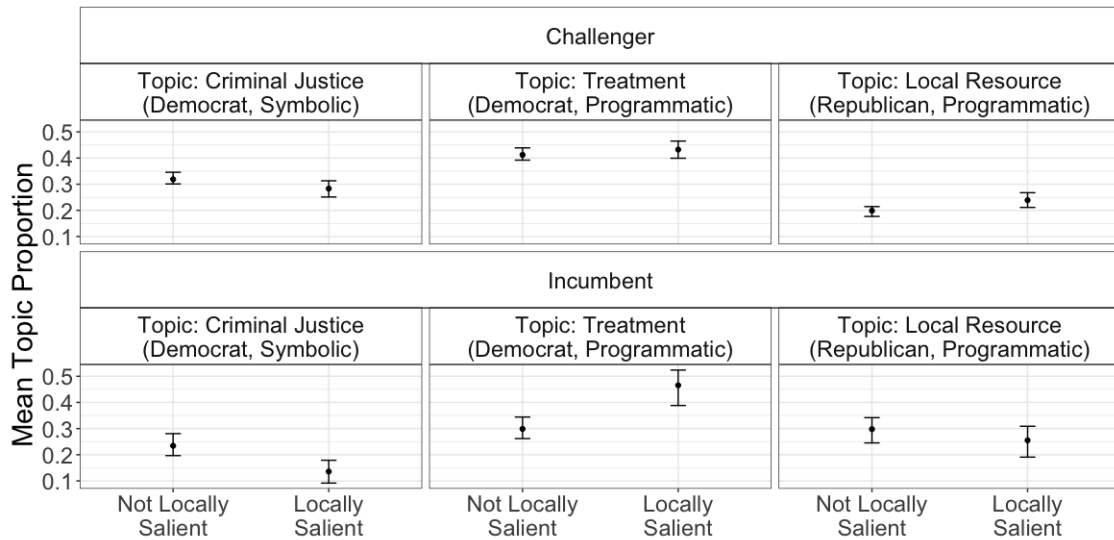 Challenger
Topic: Criminal Justice
(Democrat, Symbolic)
Topic: Treatment
(Democrat, Programmatic)
Topic: Local Resource
(Republican, Programmatic)
0.5
0.4
0.3
0.2
0.1
Mean Topic Proportion
Incumbent
Topic: Criminal Justice
(Democrat, Symbolic)
Topic: Treatment
(Democrat, Programmatic)
Topic: Local Resource
(Republican, Programmatic)
0.5
0.4
0.3
0.2
0.1
Not Locally
Salient
Locally
Salient
Not Locally
Salient
Locally
Salient
Not Locally
Salient
Locally
Salient